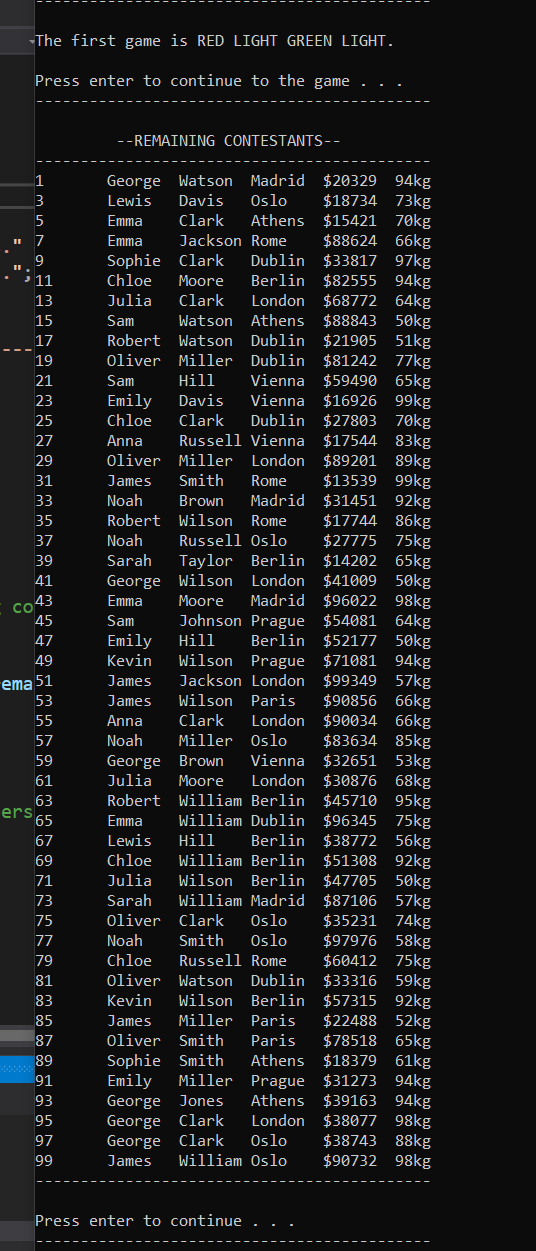 -------------------------------------------
The first game is RED LIGHT GREEN LIGHT.
Press enter to continue to the game . . .
-------------------------------------------
--REMAINING CONTESTANTS--
-------------------------------------------
1 George Watson Madrid $20329 94kg
3 Lewis Davis Oslo $18734 73kg
5 Emma Clark Athens $15421 70kg
7 Emma Jackson Rome $88624 66kg
." 9 Sophie Clark Dublin $33817 97kg
."; 11 Chloe Moore Berlin $82555 94kg
13 Julia Clark London $68772 64kg
15 Sam Watson Athens $88843 50kg
17 Robert Watson Dublin $21905 51kg
--- 19 Oliver Miller Dublin $81242 77kg
21 Sam Hill Vienna $59490 65kg
23 Emily Davis Vienna $16926 99kg
25 Chloe Clark Dublin $27803 70kg
27 Anna Russell Vienna $17544 83kg
29 Oliver Miller London $89201 89kg
31 James Smith Rome $13539 99kg
33 Noah Brown Madrid $31451 92kg
35 Robert Wilson Rome $17744 86kg
37 Noah Russell Oslo $27775 75kg
39 Sarah Taylor Berlin $14202 65kg
41 George Wilson London $41009 50kg
co 43 Emma Moore Madrid $96022 98kg
45 Sam Johnson Prague $54081 64kg
47 Emily Hill Berlin $52177 50kg
49 Kevin Wilson Prague $71081 94kg
ema 51 James Jackson London $99349 57kg
53 James Wilson Paris $90856 66kg
55 Anna Clark London $90034 66kg
57 Noah Miller Oslo $83634 85kg
59 George Brown Vienna $32651 53kg
61 Julia Moore London $30876 68kg
63 Robert William Berlin $45710 95kg
ers 65 Emma William Dublin $96345 75kg
67 Lewis Hill Berlin $38772 56kg
69 Chloe William Berlin $51308 92kg
71 Julia Wilson Berlin $47705 50kg
73 Sarah William Madrid $87106 57kg
75 Oliver Clark Oslo $35231 74kg
77 Noah Smith Oslo $97976 58kg
79 Chloe Russell Rome $60412 75kg
81 Oliver Watson Dublin $33316 59kg
83 Kevin Wilson Berlin $57315 92kg
85 James Miller Paris $22488 52kg
87 Oliver Smith Paris $78518 65kg
89 Sophie Smith Athens $18379 61kg
91 Emily Miller Prague $31273 94kg
93 George Jones Athens $39163 94kg
95 George Clark London $38077 98kg
97 George Clark Oslo $38743 88kg
99 James William Oslo $90732 98kg
-------------------------------------------
Press enter to continue . . .
-------------------------------------------